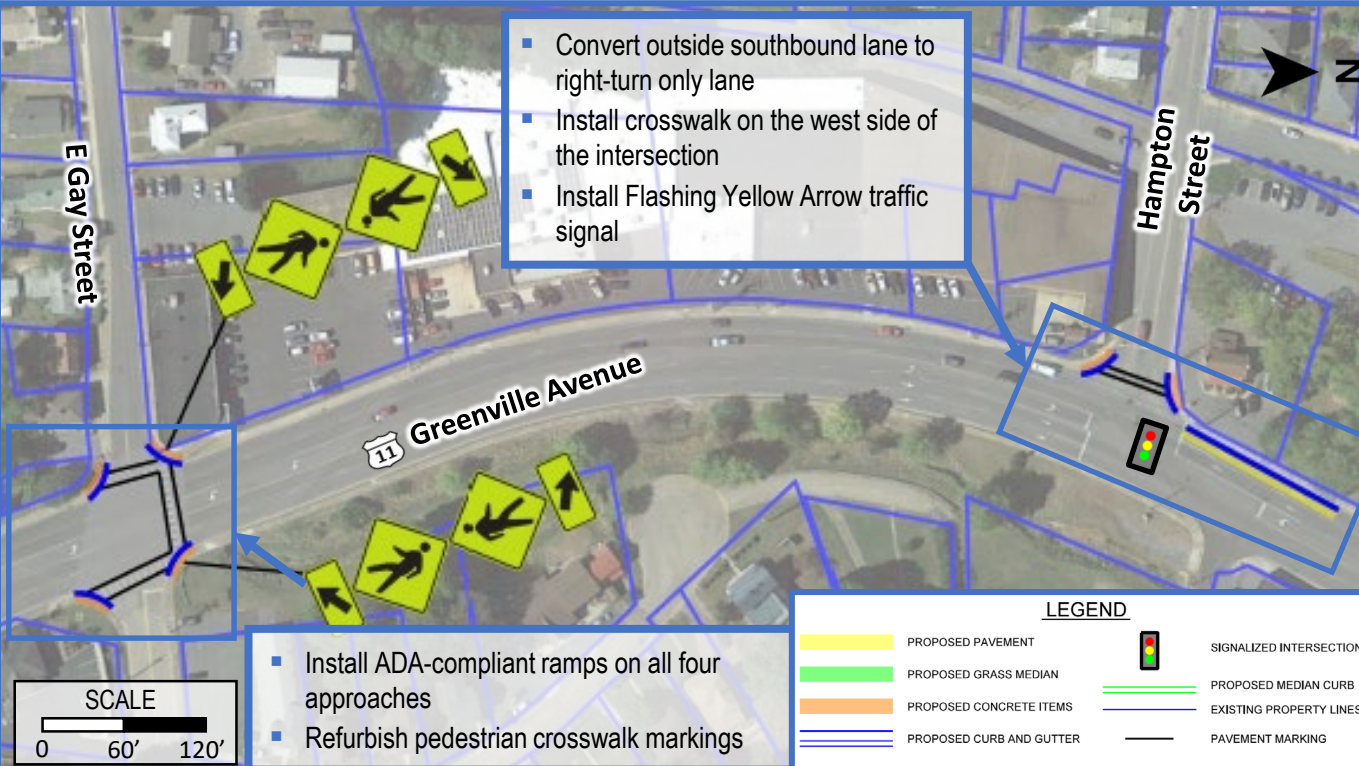 ▪ Convert outside southbound lane to
right-turn only lane
▪ Install crosswalk on the west side of
the intersection
▪ Install Flashing Yellow Arrow traffic
signal
N
Hampton
Street
E Gay Street
11
Greenville Avenue
▪ Install ADA-compliant ramps on all four
approaches
▪ Refurbish pedestrian crosswalk markings
SCALE
0 60' 120'
LEGEND
PROPOSED PAVEMENT
PROPOSED GRASS MEDIAN
PROPOSED CONCRETE ITEMS
PROPOSED CURB AND GUTTER
SIGNALIZED INTERSECTION
PROPOSED MEDIAN CURB
EXISTING PROPERTY LINES
PAVEMENT MARKING